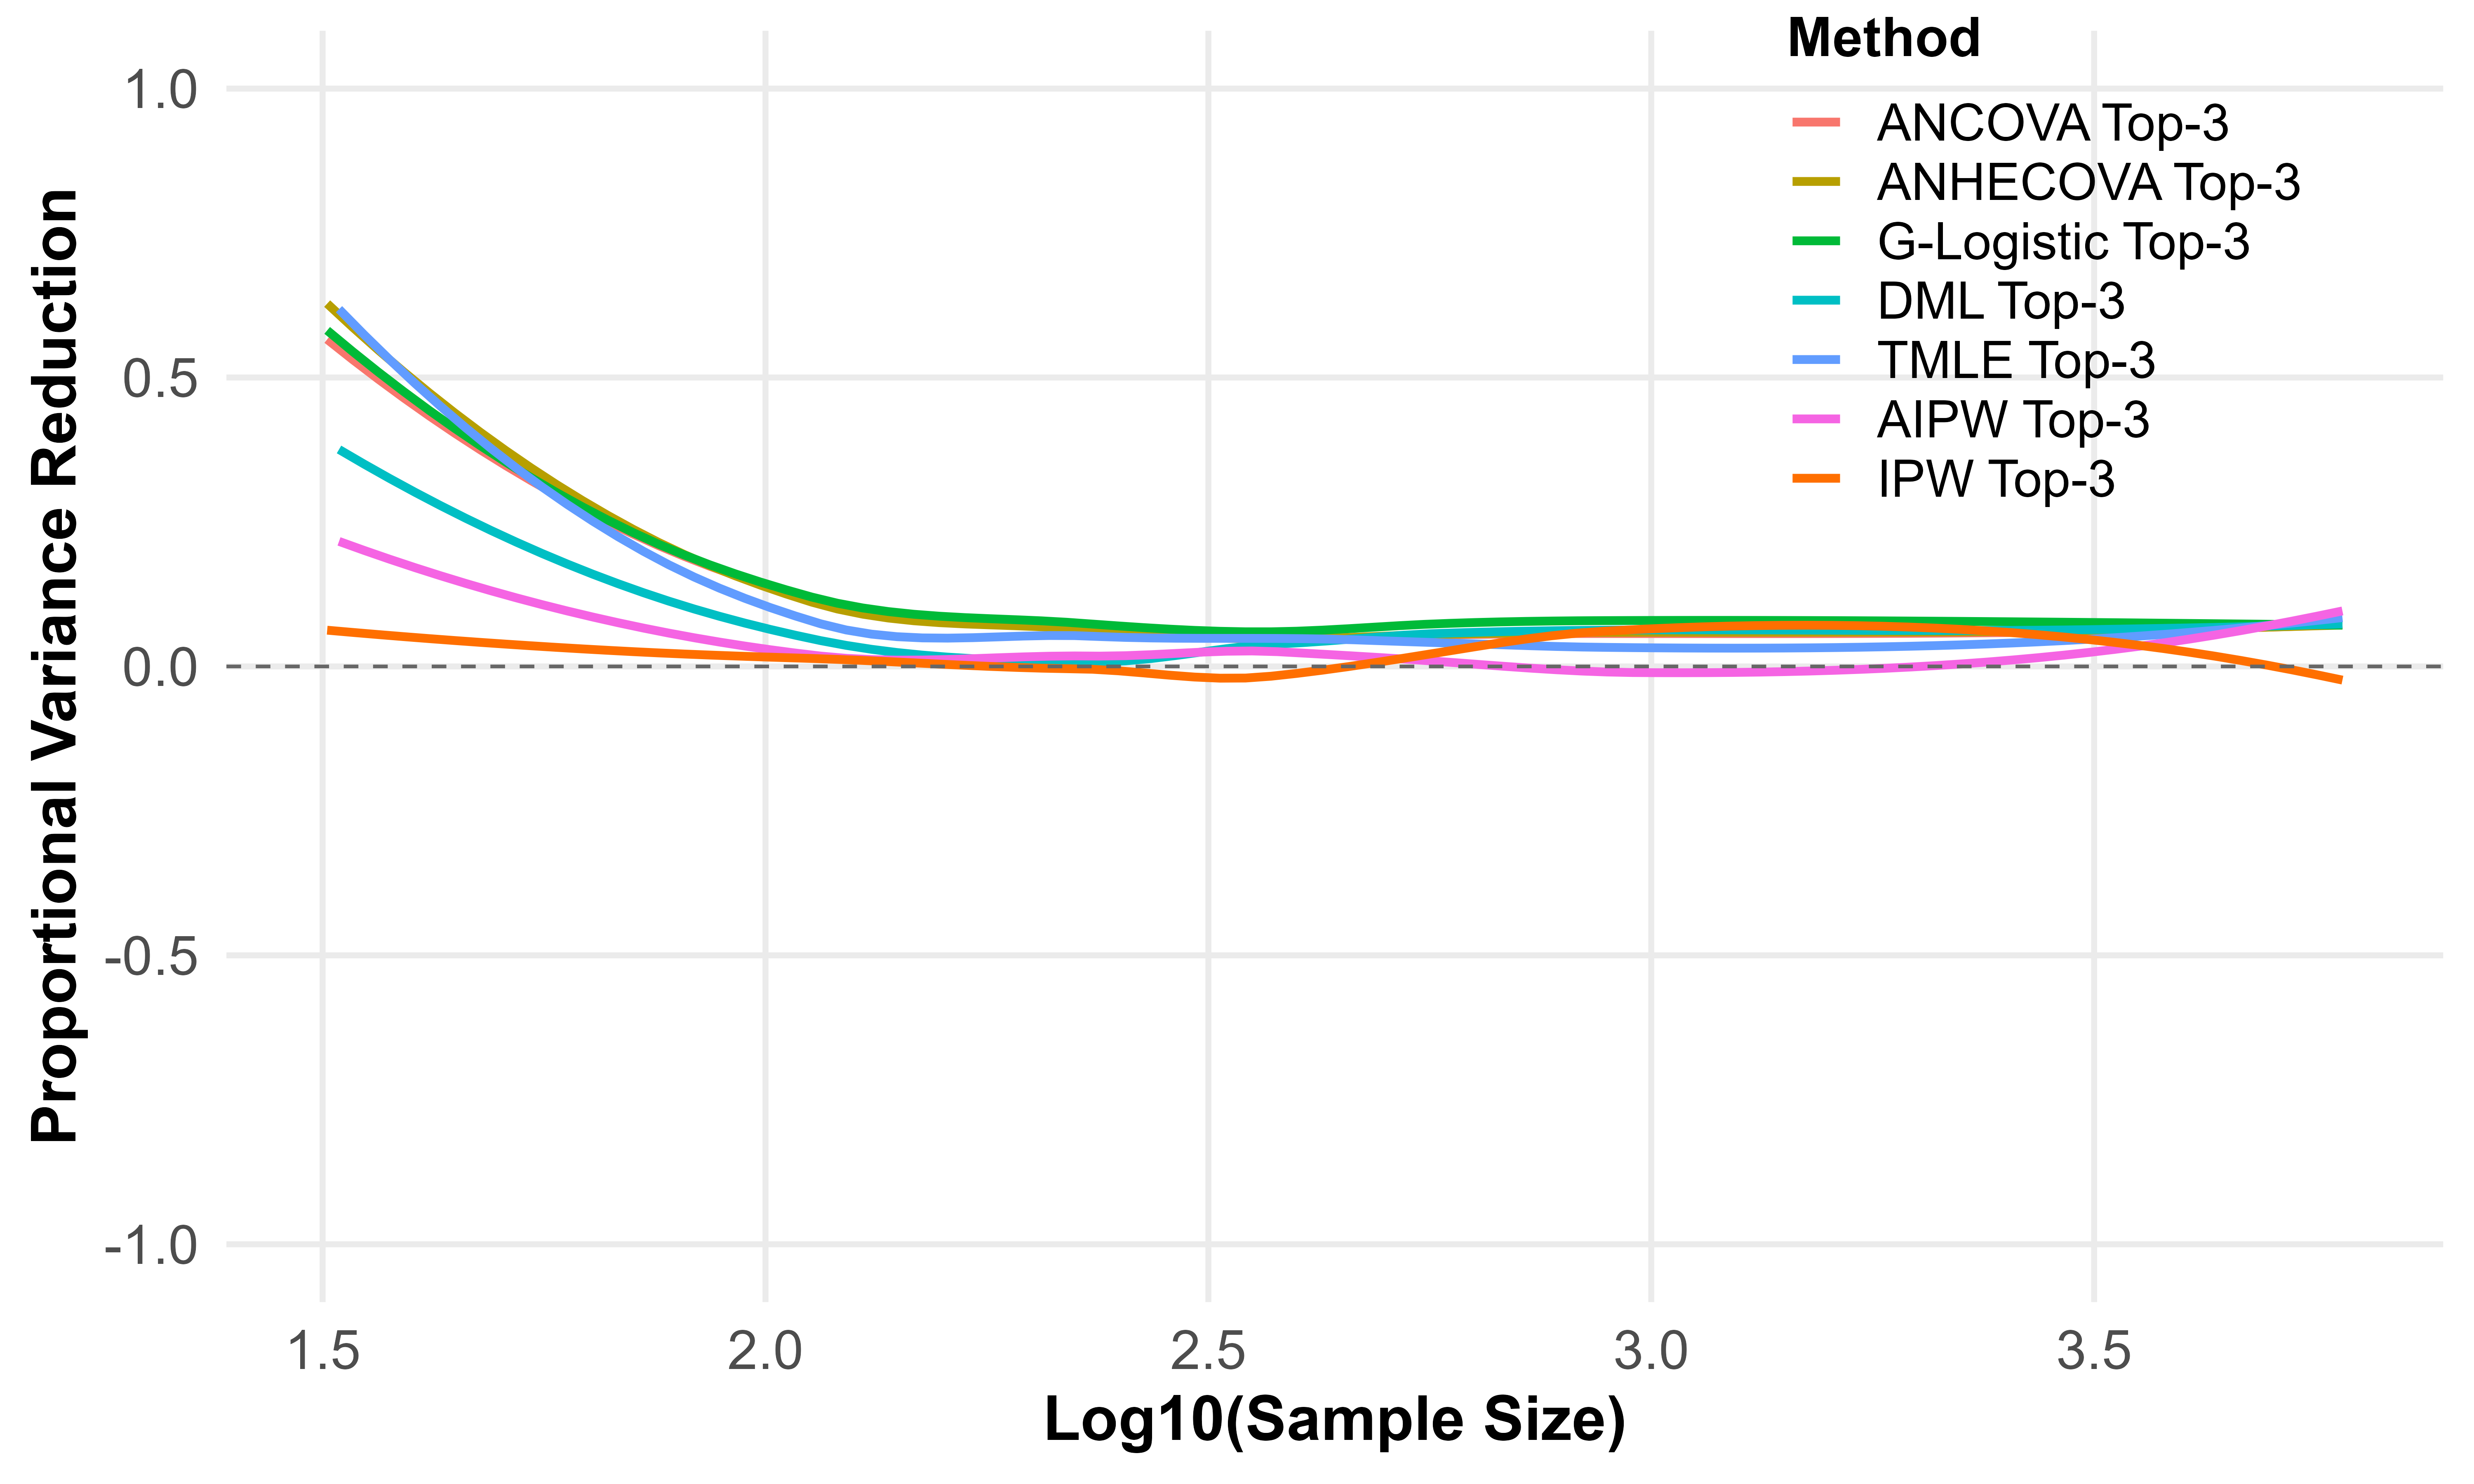 Method
ANCOVA Top-3
ANHECOVA Top-3
G-Logistic Top-3
DML Top-3
TMLE Top-3
AIPW Top-3
IPW Top-3
Proportional Variance Reduction
1.0
0.5
0.0
-0.5
-1.0
1.5
2.0
2.5
3.0
3.5
Log10(Sample Size)